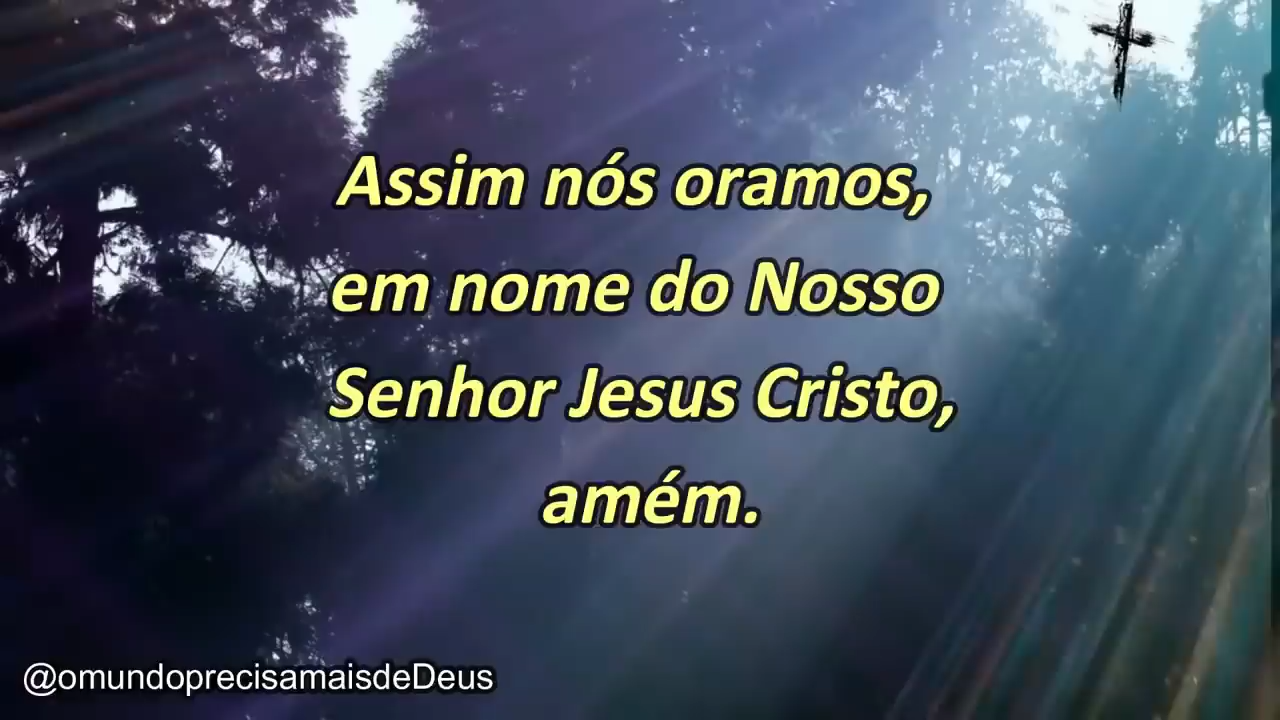 Assim nós oramos,
em nome do Nosso
Senhor Jesus Cristo,
amém.
@omundoprecisamaisdeDeus